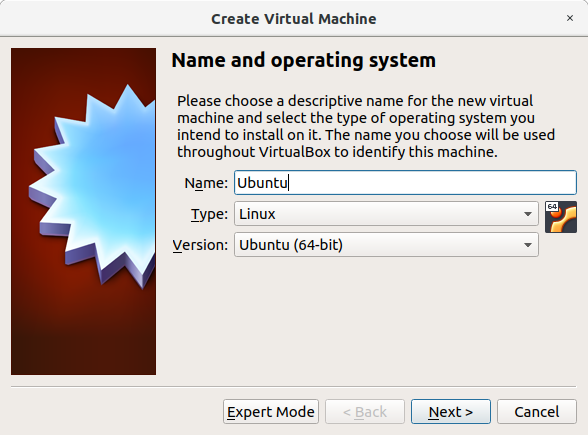 Create Virtual Machine
Name and operating system
Please choose a descriptive name for the new virtual
machine and select the type of operating system you
intend to install on it. The name you choose will be used
throughout VirtualBox to identify this machine.
Name: Ubuntu
Type: Linux
64
Version: Ubuntu (64-bit)
Expert Mode < Back Next > Cancel